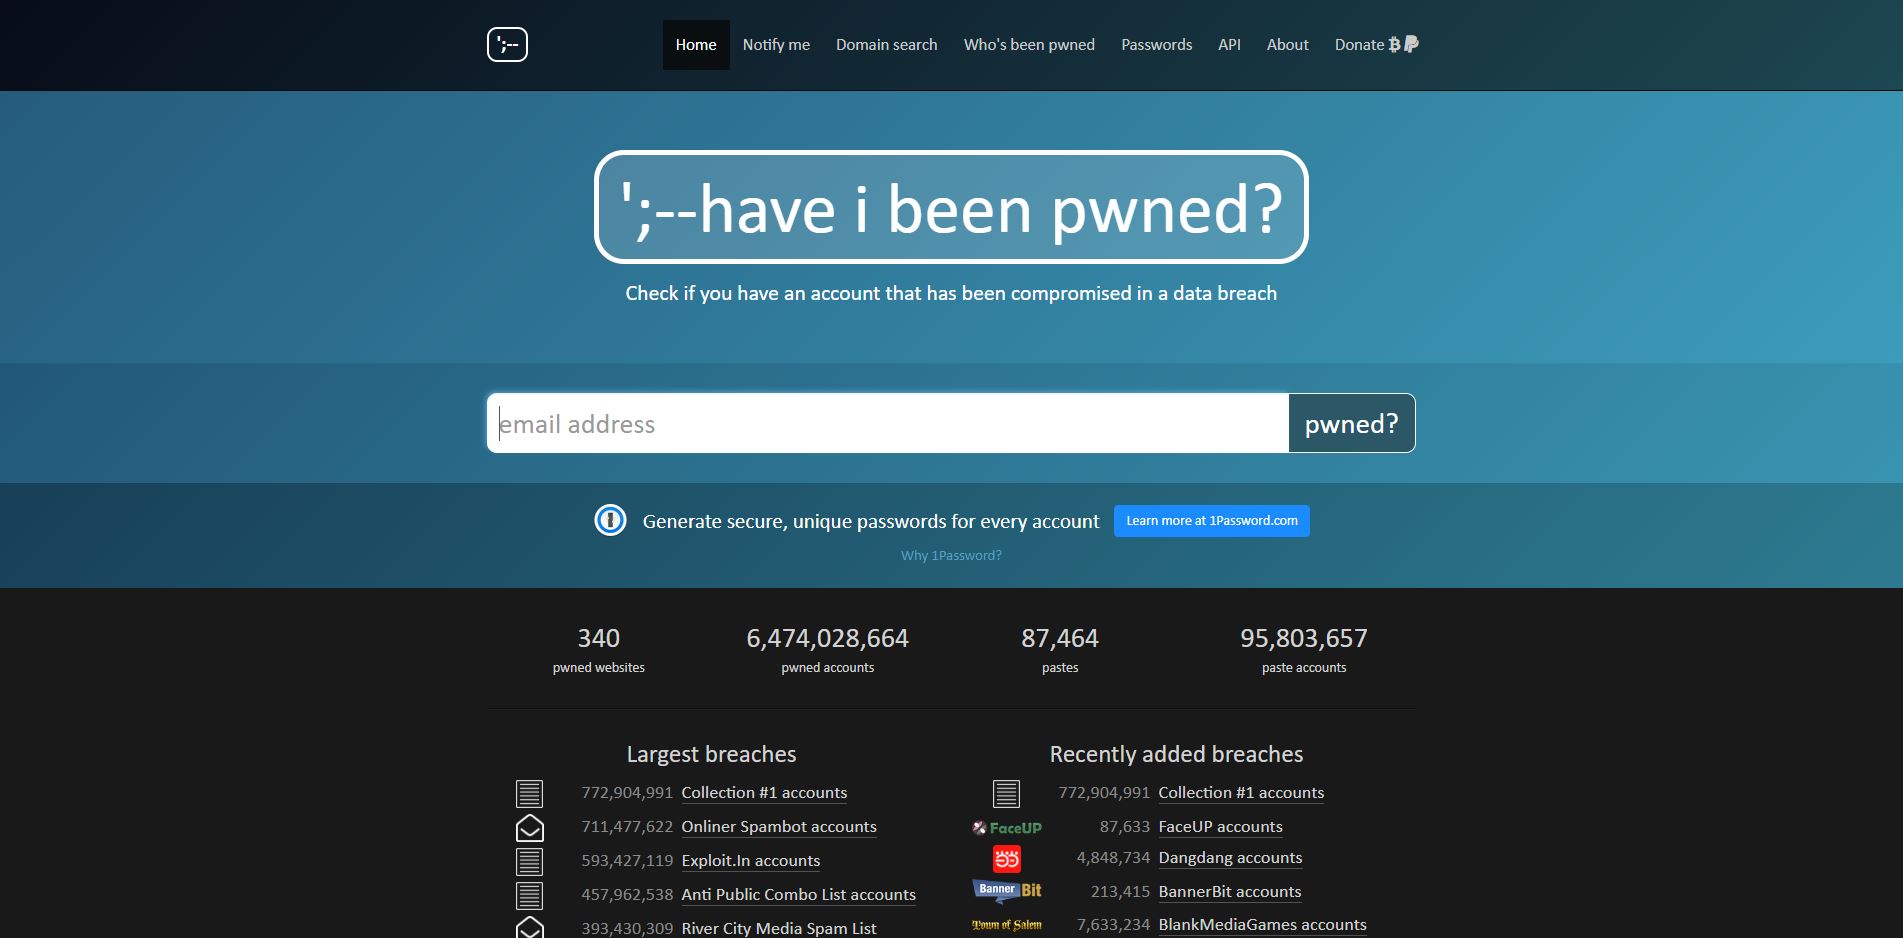 ';--
Home Notify me Domain search Who's been pwned Passwords API About Donate
';--have i been pwned?
Check if you have an account that has been compromised in a data breach
email address
pwned?
Generate secure, unique passwords for every account
Learn more at 1Password.com
Why 1Password?
340
pwned websites
6,474,028,664
pwned accounts
87,464
pastes
95,803,657
paste accounts
Largest breaches
772,904,991 Collection #1 accounts
711,477,622 Onliner Spambot accounts
593,427,119 Exploit.In accounts
457,962,538 Anti Public Combo List accounts
393,430,309 River City Media Spam List
Recently added breaches
772,904,991 Collection #1 accounts
FaceUP 87,633 FaceUP accounts
4,848,734 Dangdang accounts
Banner Bit 213,415 BannerBit accounts
Town of Salem 7,633,234 BlankMediaGames accounts